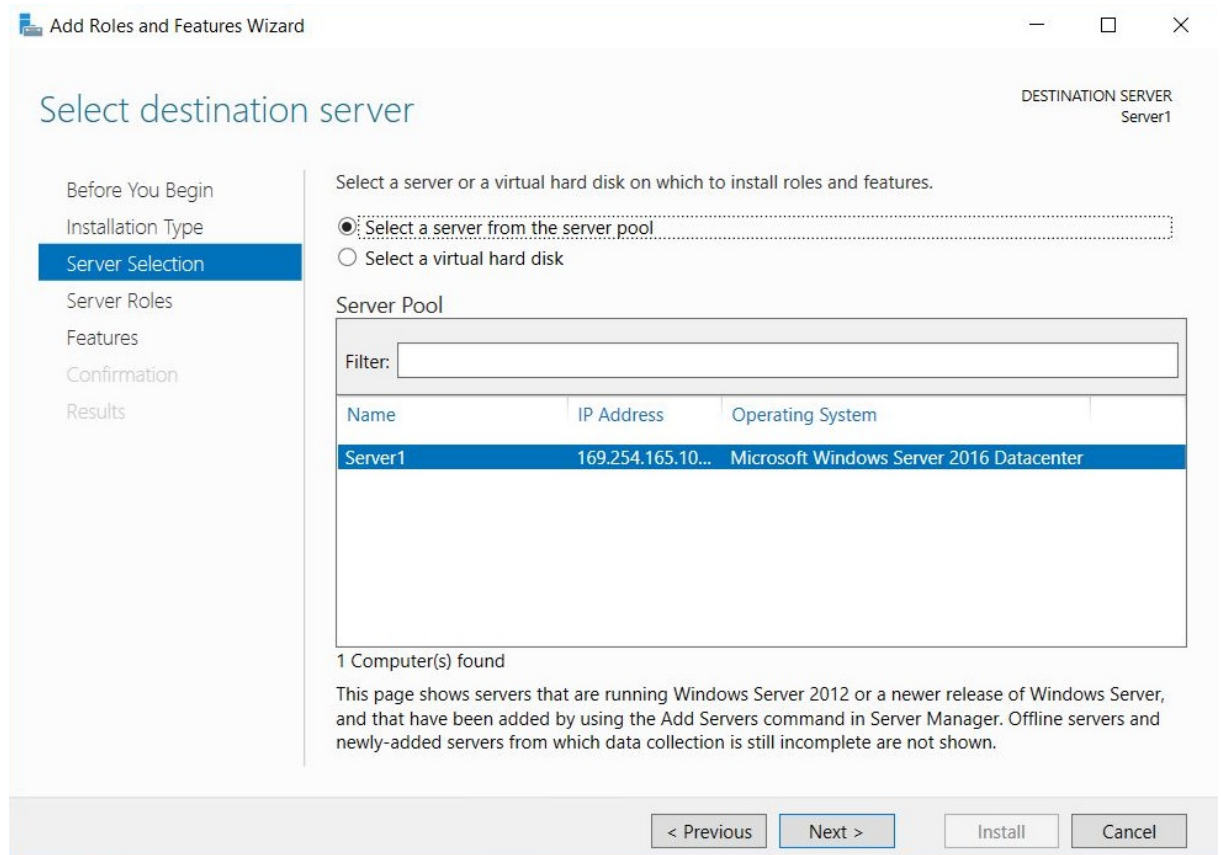 Add Roles and Features Wizard
Select destination server
DESTINATION SERVER
Server1
Before You Begin
Installation Type
Server Selection
Server Roles
Features
Confirmation
Results
Select a server or a virtual hard disk on which to install roles and features.
Select a server from the server pool
Select a virtual hard disk
Server Pool
Filter:
Name IP Address Operating System
Server1 169.254.165.10... Microsoft Windows Server 2016 Datacenter
1 Computer(s) found
This page shows servers that are running Windows Server 2012 or a newer release of Windows Server,
and that have been added by using the Add Servers command in Server Manager. Offline servers and
newly-added servers from which data collection is still incomplete are not shown.
< Previous Next > Install Cancel